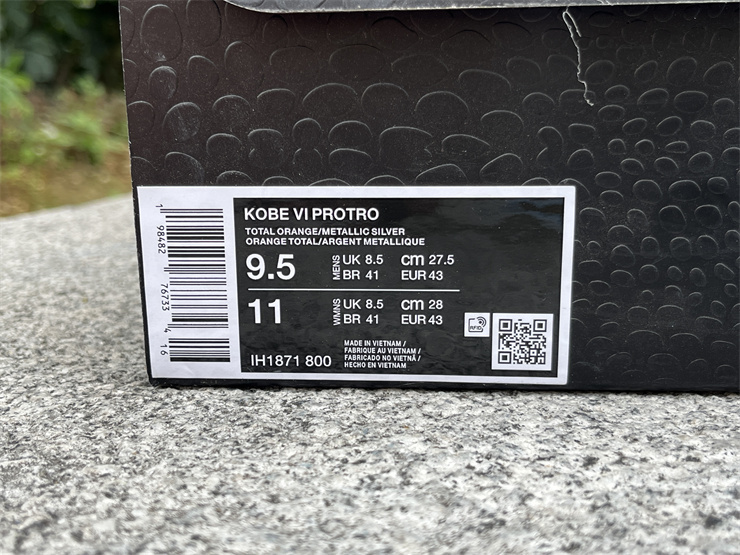 KOBE VI PROTRO
TOTAL ORANGE/METALLIC SILVER
ORANGE TOTAL/ARGENT METALLIQUE
9.5 MENS UK 8.5 cm 27.5
BR 41 EUR 43
11 WMNS UK 8.5 cm 28
BR 41 EUR 43
IH1871 800
MADE IN VIETNAM /
FABRIQUE AU VIETNAM /
FABRICADO NO VIETNÃ /
HECHO EN VIETNAM
RFID
1 98482 76733 4 16